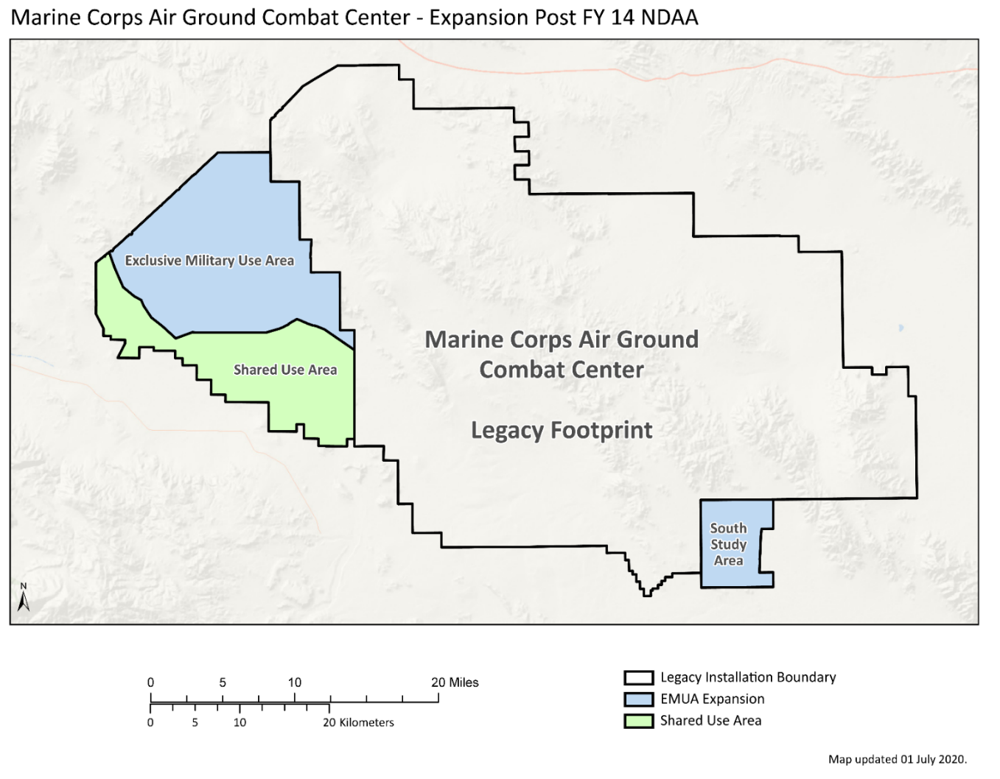 Marine Corps Air Ground Combat Center - Expansion Post FY 14 NDAA
Exclusive Military Use Area
Marine Corps Air Ground
Combat Center
Shared Use Area
Legacy Footprint
South
Study
Area
N
0 5 10 20 Miles
0 5 10 20 Kilometers
Legacy Installation Boundary
EMUA Expansion
Shared Use Area
Map updated 01 July 2020.